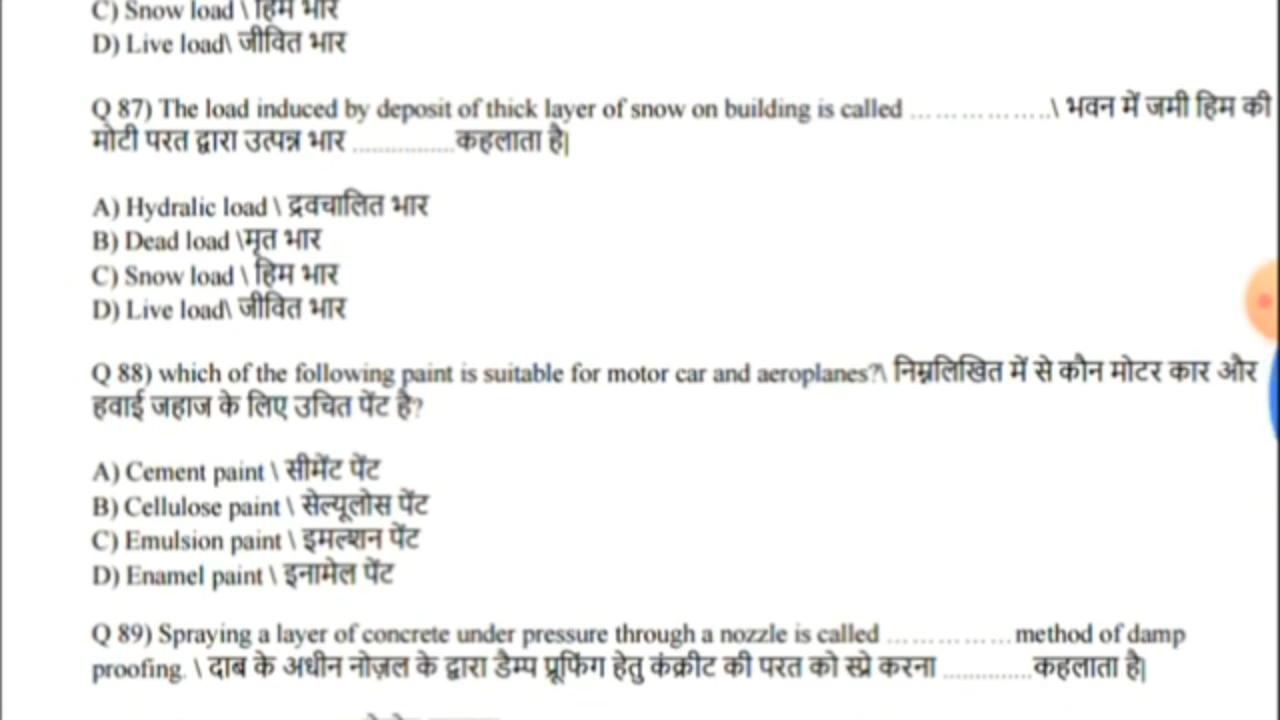 C) Snow load \ हिम भार
D) Live load\ जीवित भार
Q 87) The load induced by deposit of thick layer of snow on building is called ……………..\ भवन में जमी हिम की
मोटी परत द्वारा उत्पन्न भार ................कहलाता है|
A) Hydralic load \ द्रवचालित भार
B) Dead load \मृत भार
C) Snow load \ हिम भार
D) Live load\ जीवित भार
Q 88) which of the following paint is suitable for motor car and aeroplanes?\ निम्नलिखित में से कौन मोटर कार और
हवाई जहाज के लिए उचित पेंट है?
A) Cement paint \ सीमेंट पेंट
B) Cellulose paint \ सेल्यूलोस पेंट
C) Emulsion paint \ इमल्शन पेंट
D) Enamel paint \ इनामेल पेंट
Q 89) Spraying a layer of concrete under pressure through a nozzle is called …………… method of damp
proofing. \ दाब के अधीन नोज़ल के द्वारा डैम्प प्रूफिंग हेतु कंक्रीट की परत को स्प्रे करना ..............कहलाता है|